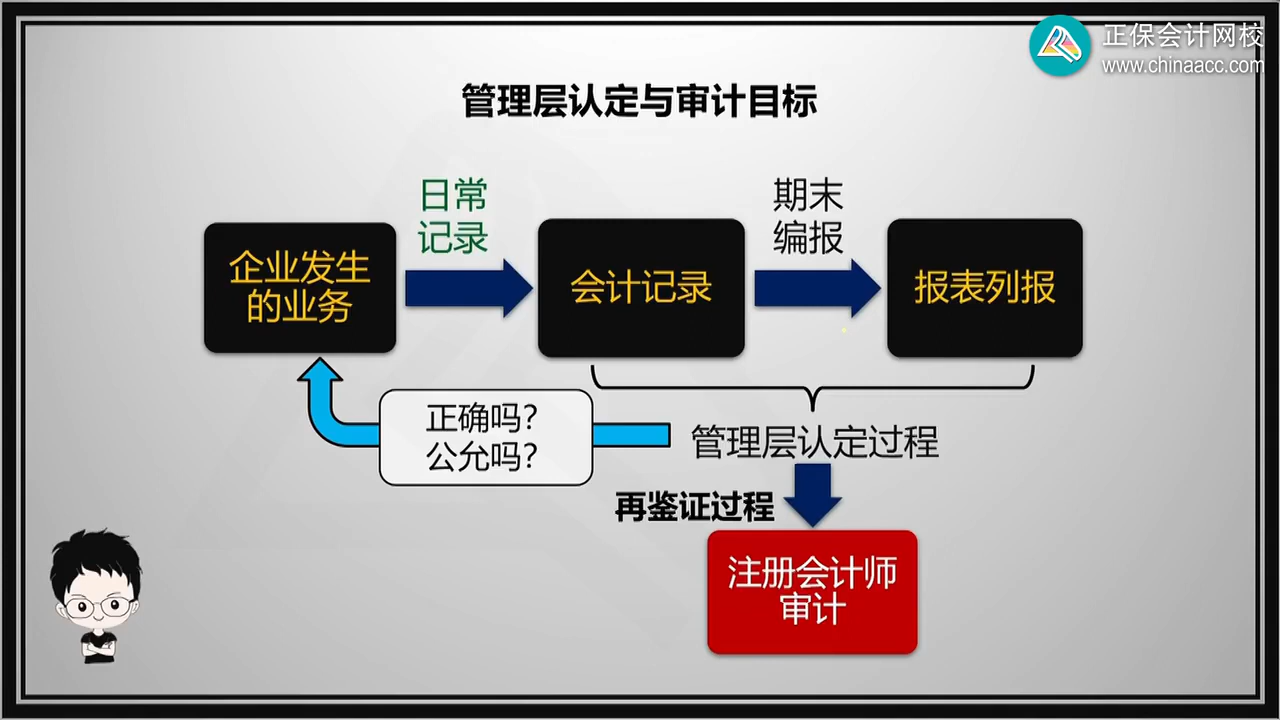 正保会计网校
www.chinaacc.com
管理层认定与审计目标
日常
记录
期末
编报
企业发生
的业务
会计记录
报表列报
正确吗?
公允吗?
管理层认定过程
再鉴证过程
注册会计师
审计